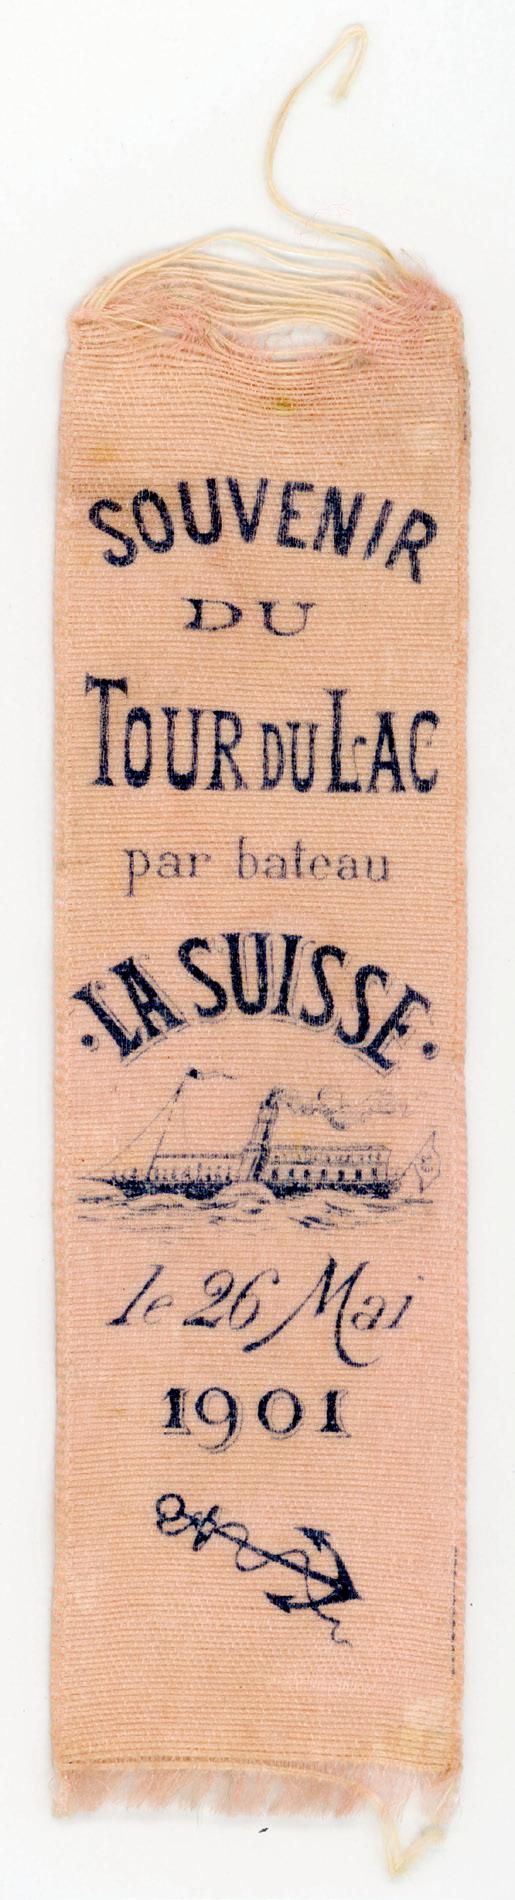 SOUVENIR
DU
TOUR DU LAC
par bateau
·LA SUISSE·
le 26 Mai
1901